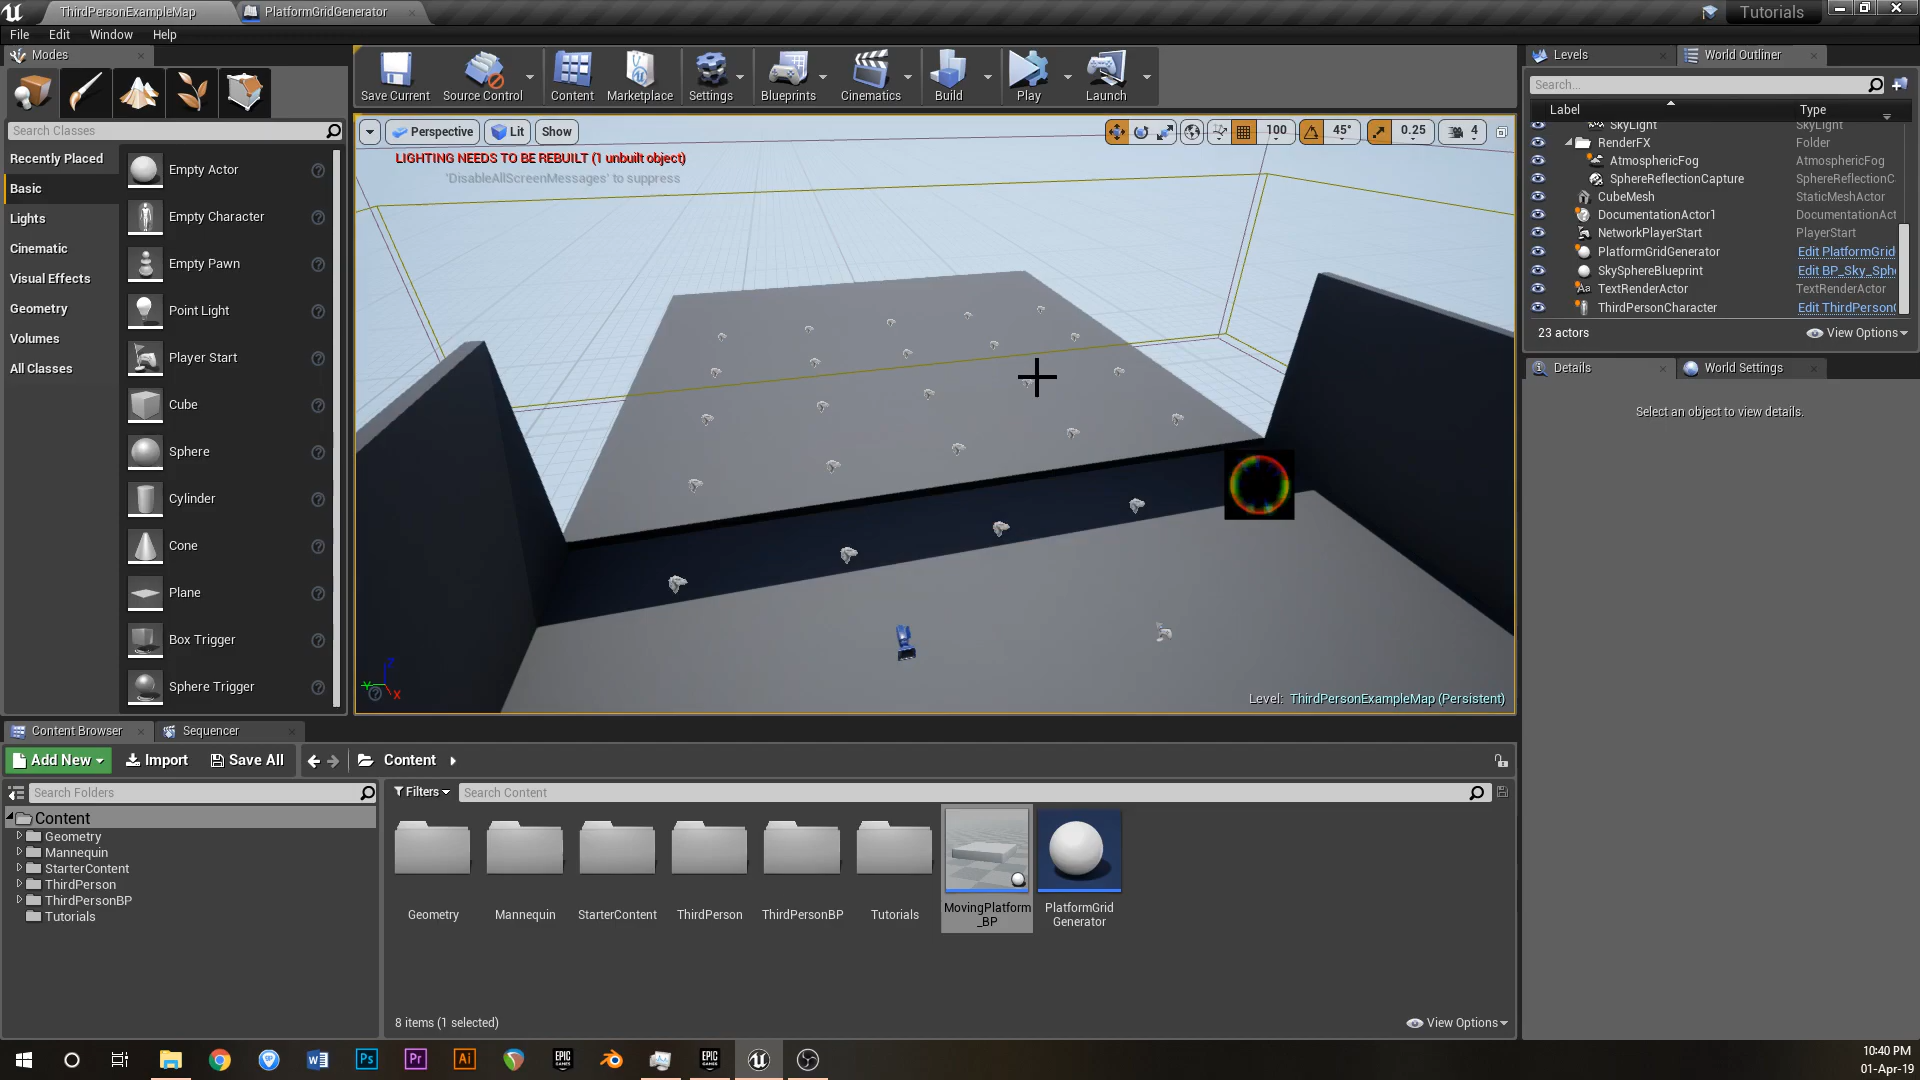 ThirdPersonExampleMap
PlatformGridGenerator
Tutorials
File Edit Window Help
Modes
Save Current
Source Control
Content
Marketplace
Settings
Blueprints
Cinematics
Build
Play
Launch
Levels
World Outliner
Search Classes
Recently Placed
Basic
Lights
Cinematic
Visual Effects
Geometry
Volumes
All Classes
Empty Actor
Empty Character
Empty Pawn
Point Light
Player Start
Cube
Sphere
Cylinder
Cone
Plane
Box Trigger
Sphere Trigger
Perspective
Lit
Show
100
45°
0.25
4
LIGHTING NEEDS TO BE REBUILT (1 unbuilt object)
'DisableAllScreenMessages' to suppress
Z
Y
X
Level: ThirdPersonExampleMap (Persistent)
Search...
Label Type
SkyLight SkyLight
RenderFX Folder
AtmosphericFog AtmosphericFog
SphereReflectionCapture SphereReflectionC
CubeMesh StaticMeshActor
DocumentationActor1 DocumentationAct
NetworkPlayerStart PlayerStart
PlatformGridGenerator Edit PlatformGrid
SkySphereBlueprint Edit BP_Sky_Sph
TextRenderActor TextRenderActor
ThirdPersonCharacter Edit ThirdPerson
23 actors
View Options
Details
World Settings
Select an object to view details.
Content Browser
Sequencer
Add New
Import
Save All
Content
Search Folders
Filters
Search Content
Content
Geometry
Mannequin
StarterContent
ThirdPerson
ThirdPersonBP
Tutorials
Geometry
Mannequin
StarterContent
ThirdPerson
ThirdPersonBP
Tutorials
MovingPlatform
_BP
PlatformGrid
Generator
8 items (1 selected)
View Options
Ps
Pr
Ai
EPIC
GAMES
EPIC
GAMES
10:40 PM
01-Apr-19